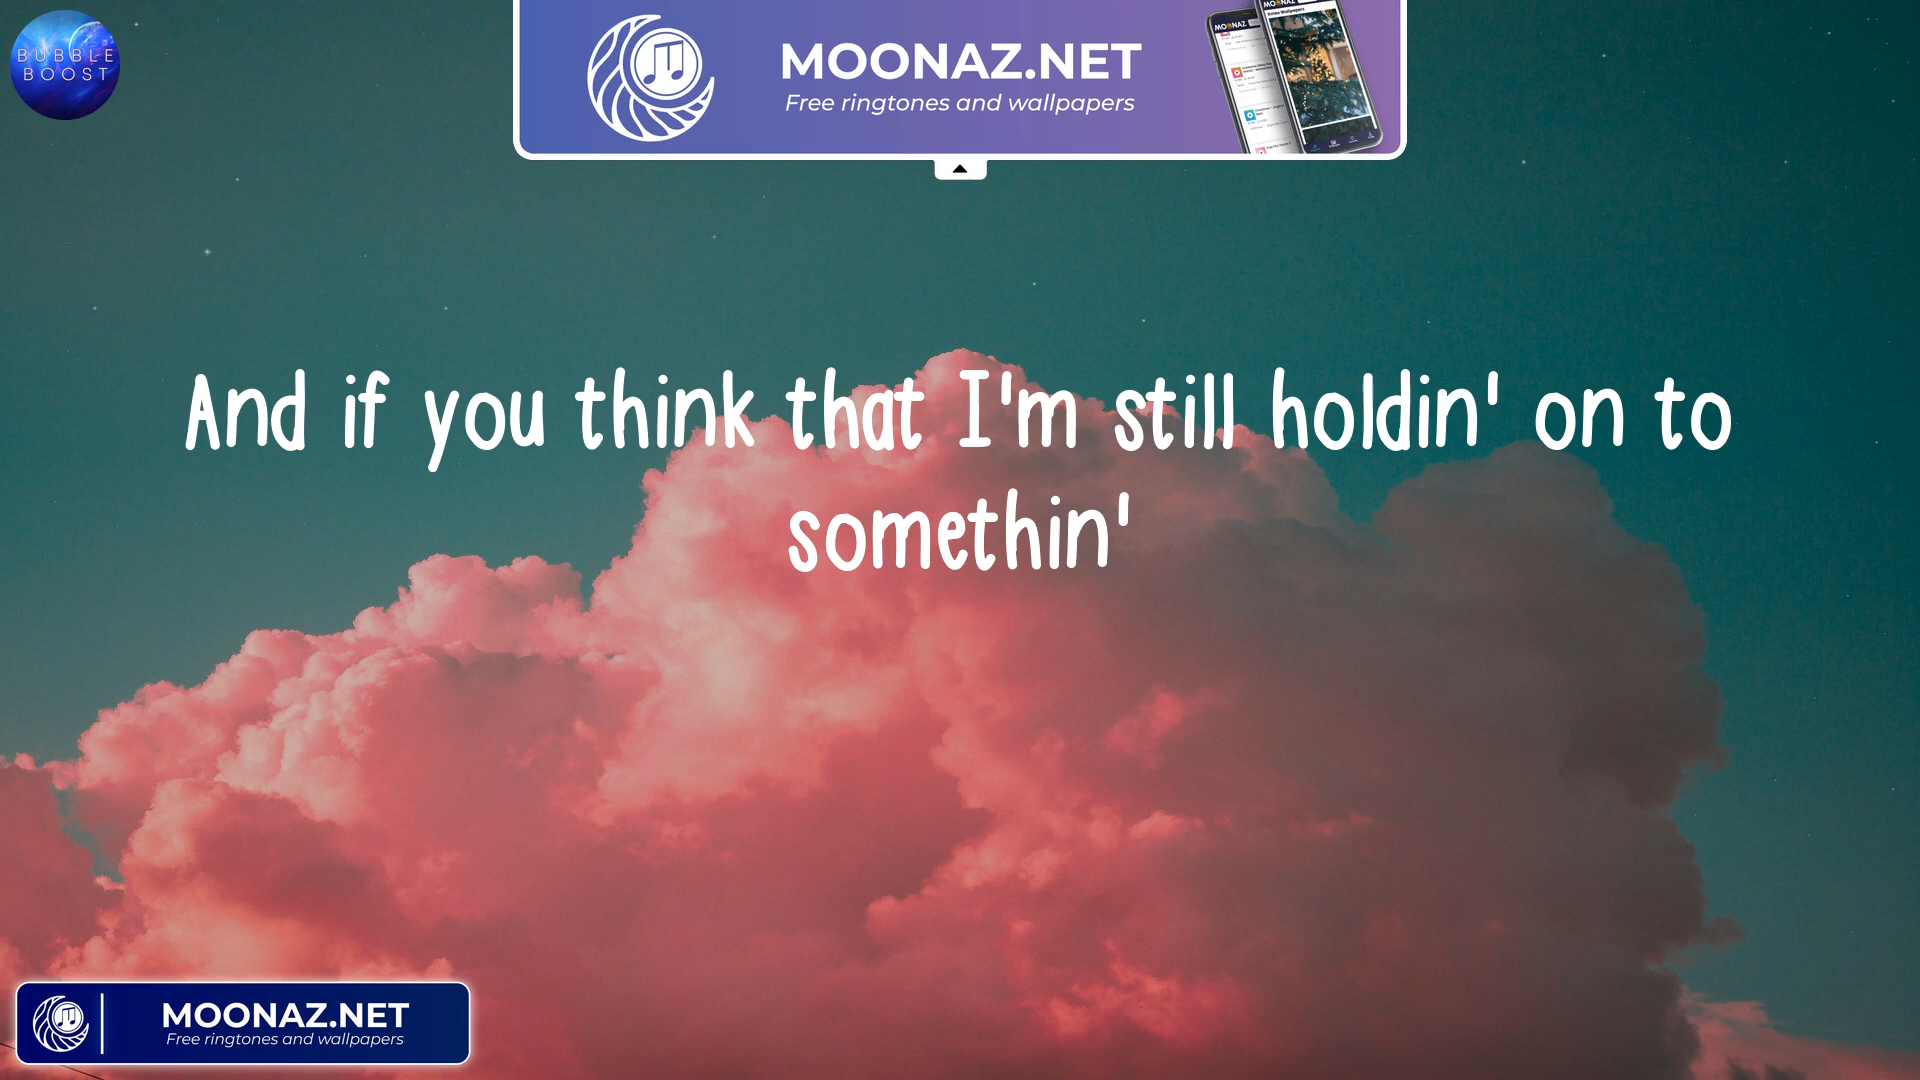 BUBBLE
BOOST
MOONAZ.NET
Free ringtones and wallpapers
And if you think that I'm still holdin' on to
somethin'
MOONAZ.NET
Free ringtones and wallpapers